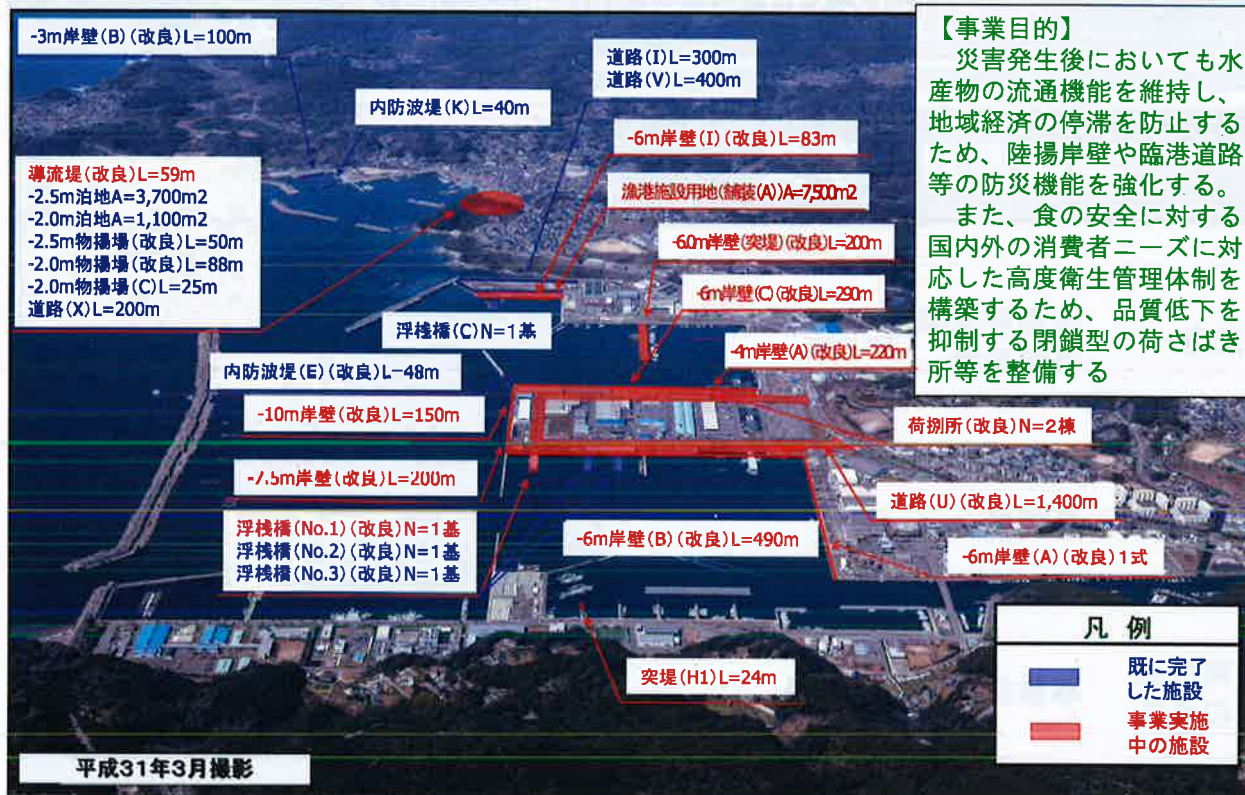 -3m岸壁(B)(改良)L=100m
道路(I)L=300m
道路(V)L=400m
内防波堤(K)L=40m
-6m岸壁(I)(改良)L=83m
導流堤(改良)L=59m
-2.5m泊地A=3,700m2
-2.0m泊地A=1,100m2
-2.5m物揚場(改良)L=50m
-2.0m物揚場(改良)L=88m
-2.0m物揚場(C)L=25m
道路(X)L=200m
漁港施設用地(舗装(A))A=7,500m2
-6.0m岸壁(突堤)(改良)L=200m
-6m岸壁(C)(改良)L=290m
浮桟橋(C)N=1基
-4m岸壁(A)(改良)L=220m
内防波堤(E)(改良)L-48m
-10m岸壁(改良)L=150m
荷捌所(改良)N=2棟
-7.5m岸壁(改良)L=200m
道路(U)(改良)L=1,400m
浮桟橋(No.1)(改良)N=1基
浮桟橋(No.2)(改良)N=1基
浮桟橋(No.3)(改良)N=1基
-6m岸壁(B)(改良)L=490m
-6m岸壁(A)(改良)1式
突堤(H1)L=24m
平成31年3月撮影
【事業目的】
災害発生後においても水
産物の流通機能を維持し、
地域経済の停滞を防止する
ため、陸揚岸壁や臨港道路
等の防災機能を強化する。
また、食の安全に対する
国内外の消費者ニーズに対
応した高度衛生管理体制を
構築するため、品質低下を
抑制する閉鎖型の荷さばき
所等を整備する
凡 例
既に完了
した施設
事業実施
中の施設